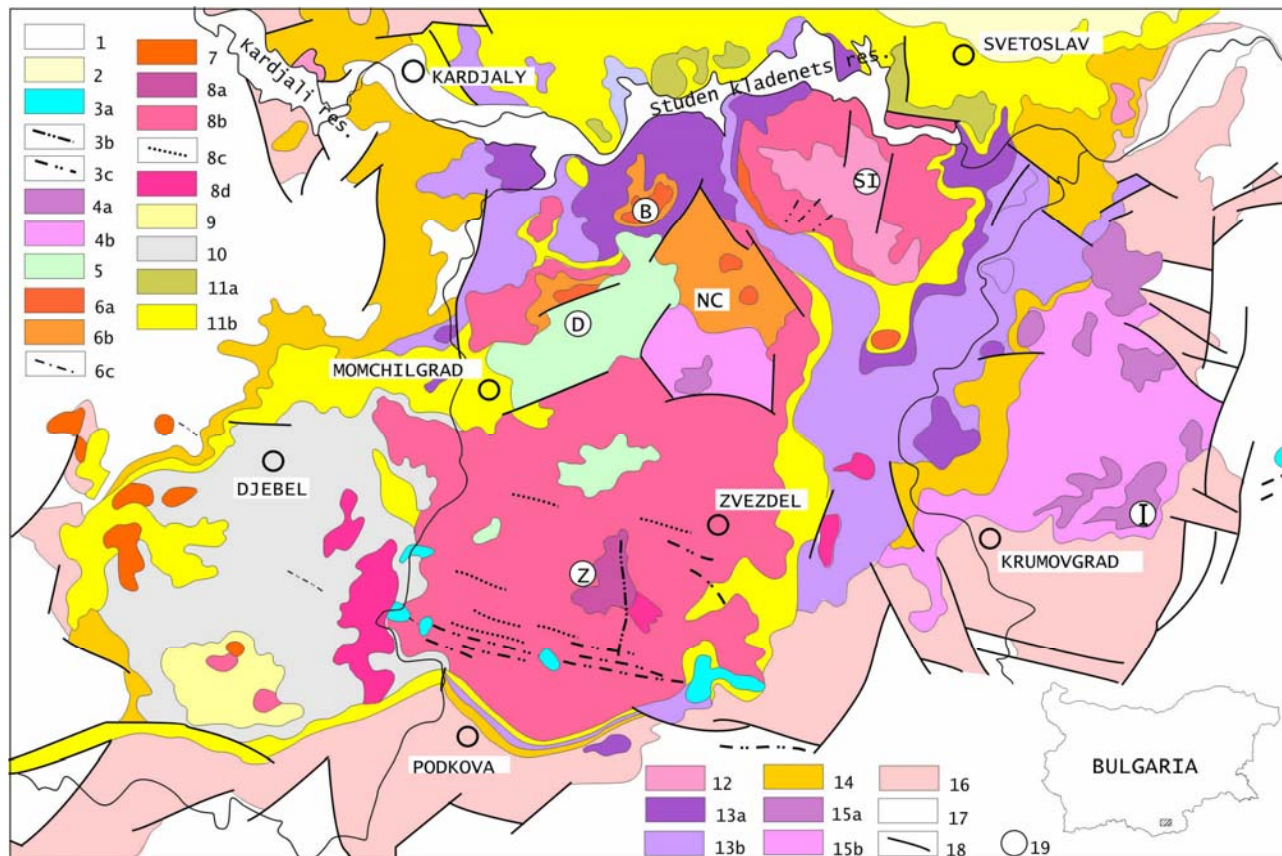 1
2
3a
3b
3c
4a
4b
5
6a
6b
6c
7
8a
8b
8c
8d
9
10
11a
11b
Kardjali res.
KARDJALY
Studen kladenets res.
SVETOSLAV
SI
B
NC
D
MOMCHILGRAD
DJEBEL
ZVEZDEL
Z
I
KRUMOVGRAD
PODKOVA
BULGARIA
12
13a
13b
14
15a
15b
16
17
18
19